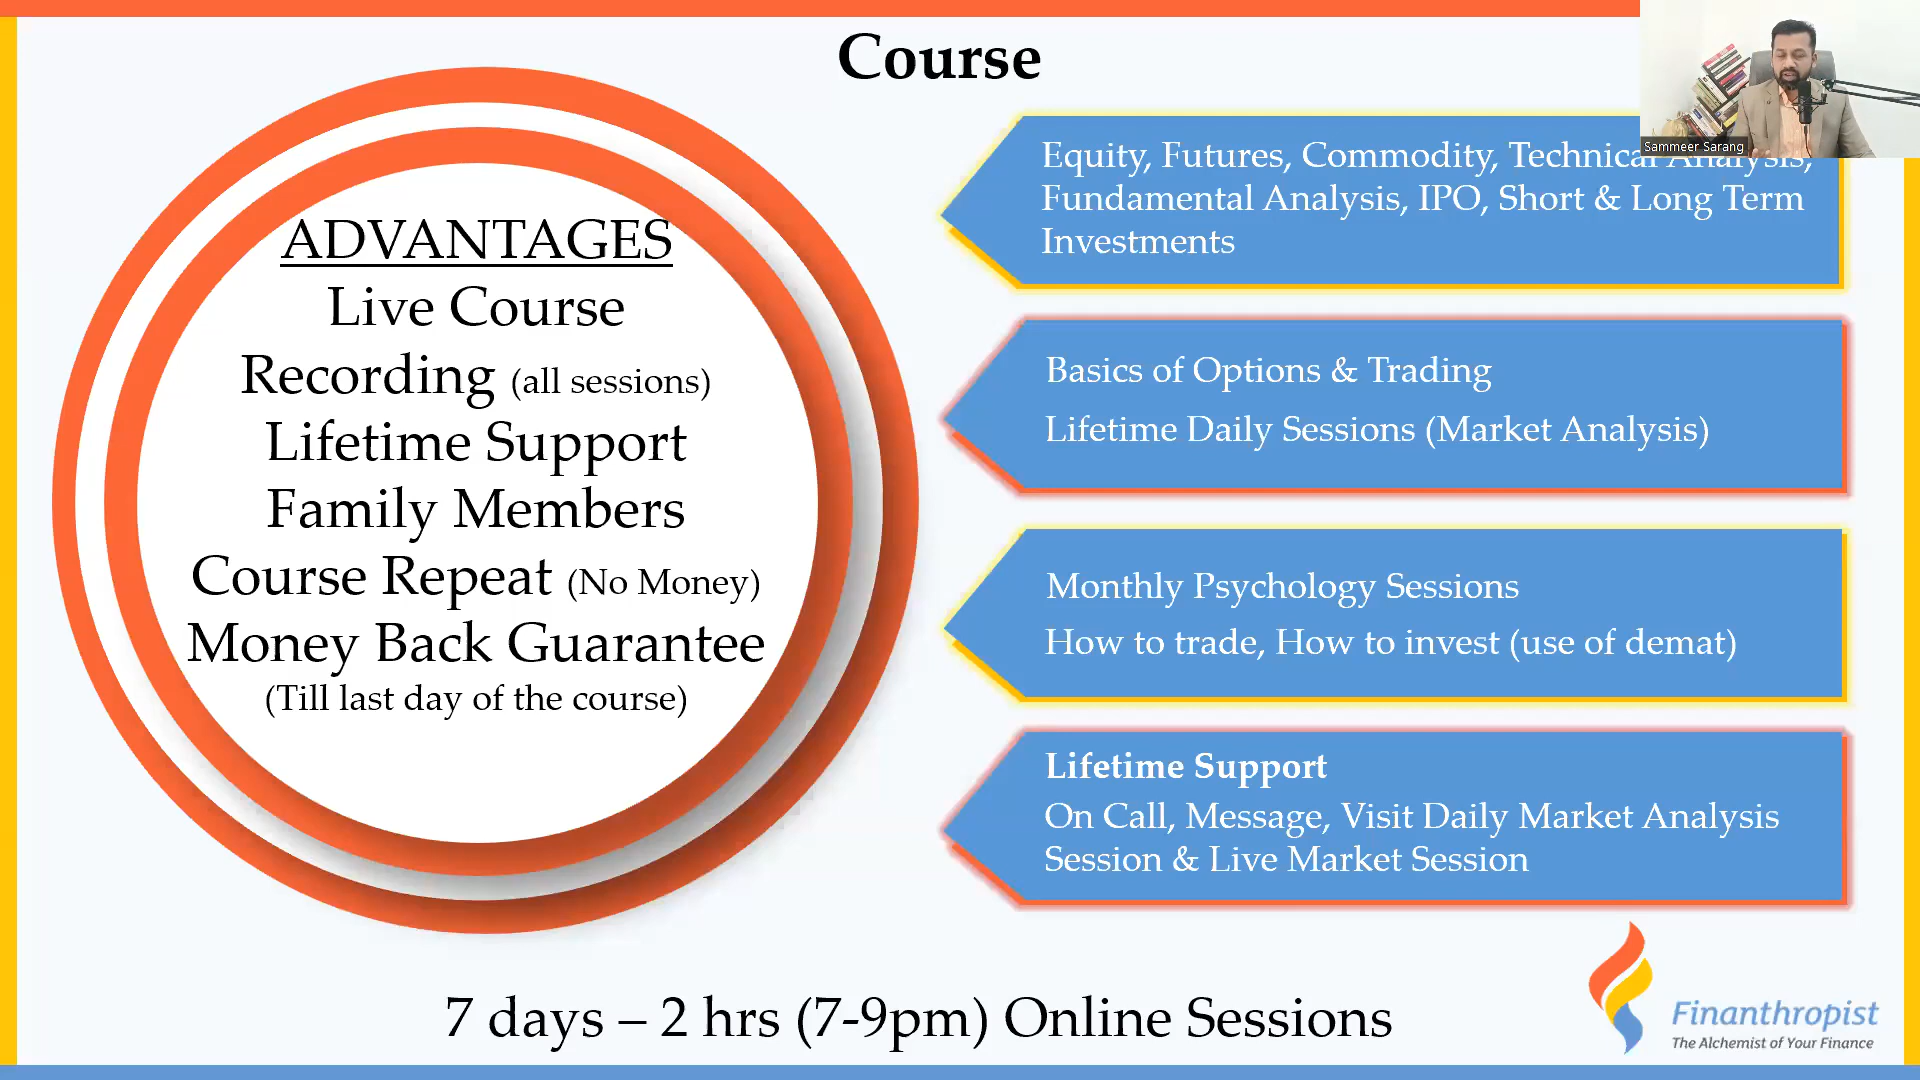 Course
Sammeer Sarang
ADVANTAGES
Live Course
Recording (all sessions)
Lifetime Support
Family Members
Course Repeat (No Money)
Money Back Guarantee
(Till last day of the course)
Equity, Futures, Commodity, Technical Analysis,
Fundamental Analysis, IPO, Short & Long Term
Investments
Basics of Options & Trading
Lifetime Daily Sessions (Market Analysis)
Monthly Psychology Sessions
How to trade, How to invest (use of demat)
Lifetime Support
On Call, Message, Visit Daily Market Analysis
Session & Live Market Session
7 days – 2 hrs (7-9pm) Online Sessions
Finanthropist
The Alchemist of Your Finance